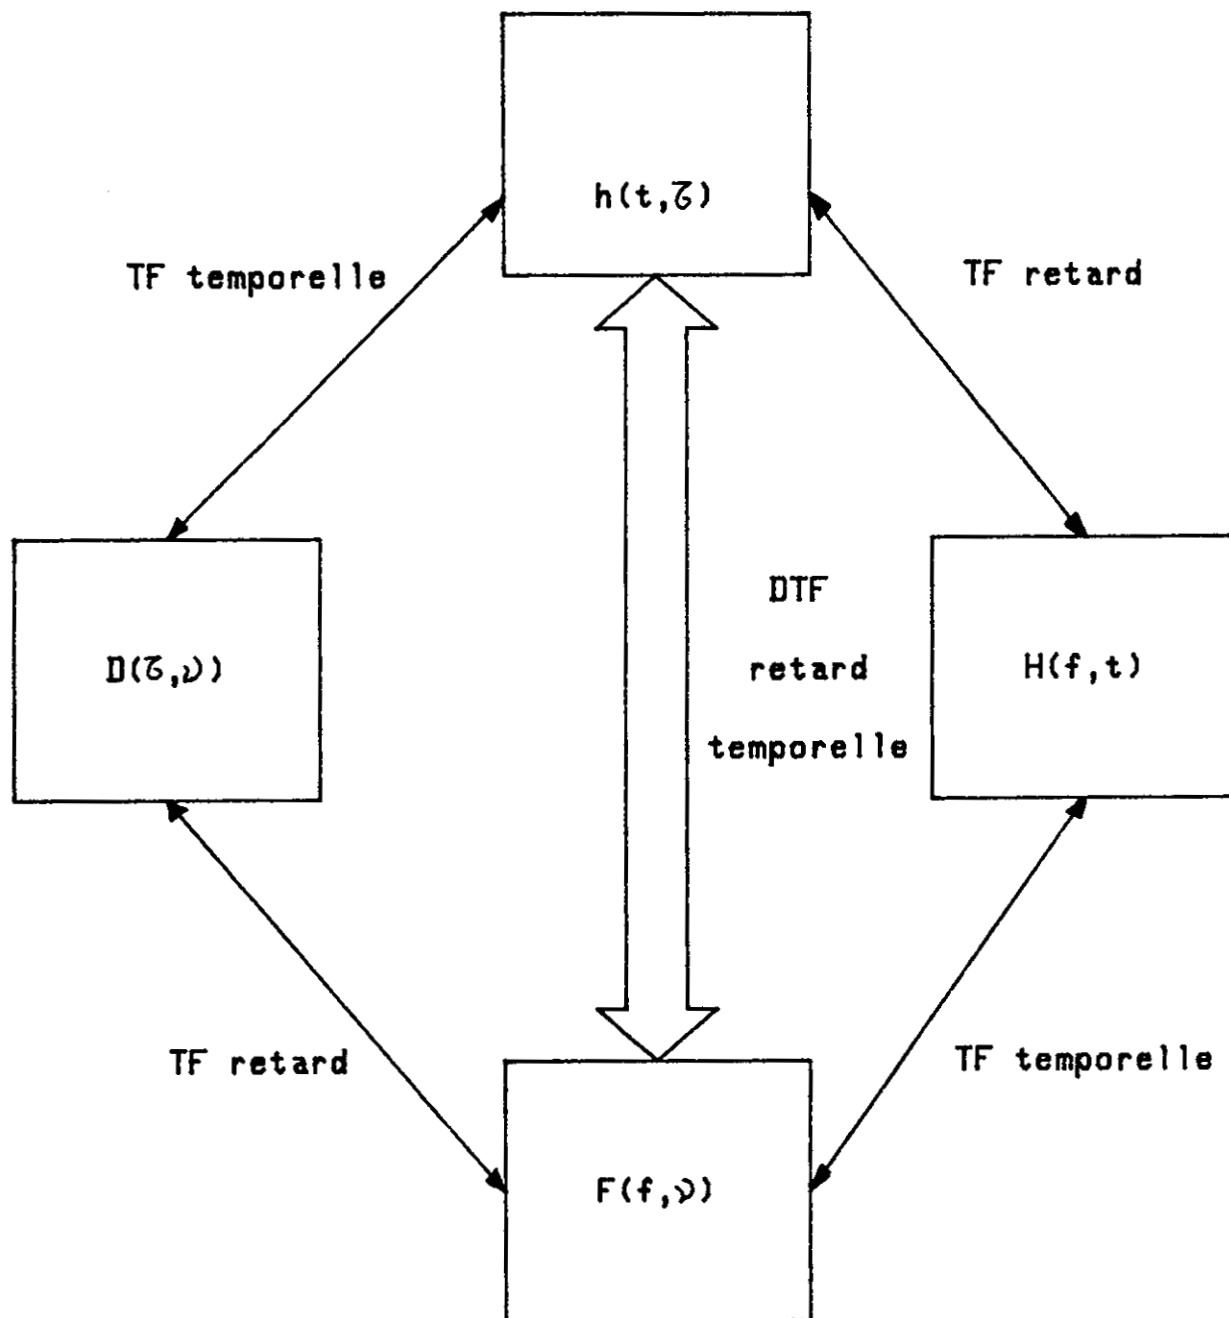 h(t,τ)
TF temporelle
TF retard
DTF
retard
temporelle
D(τ,ν)
H(f,t)
TF retard
TF temporelle
F(f,ν)